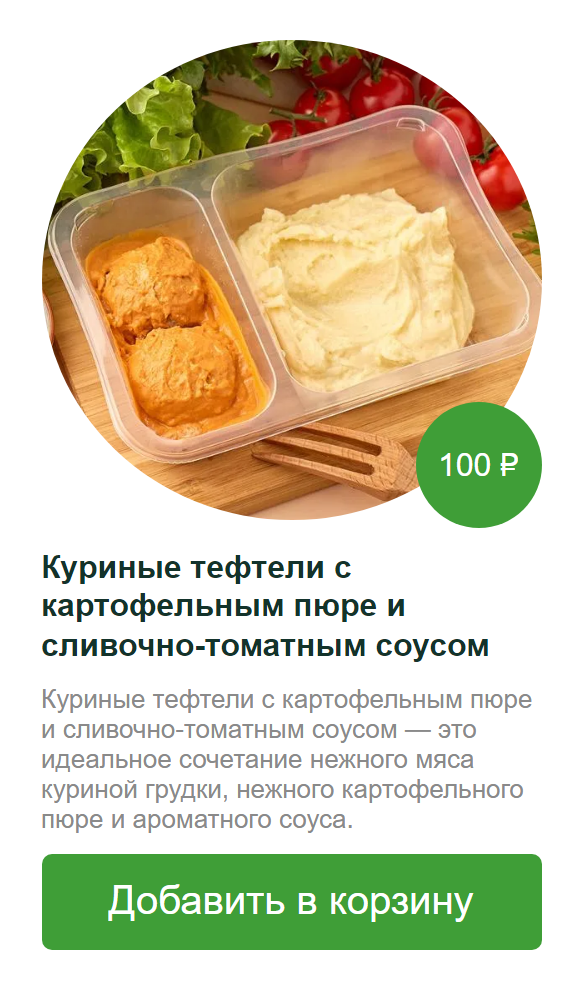 100 ₽
Куриные тефтели с
картофельным пюре и
сливочно-томатным соусом
Куриные тефтели с картофельным пюре
и сливочно-томатным соусом — это
идеальное сочетание нежного мяса
куриной грудки, нежного картофельного
пюре и ароматного соуса.
Добавить в корзину